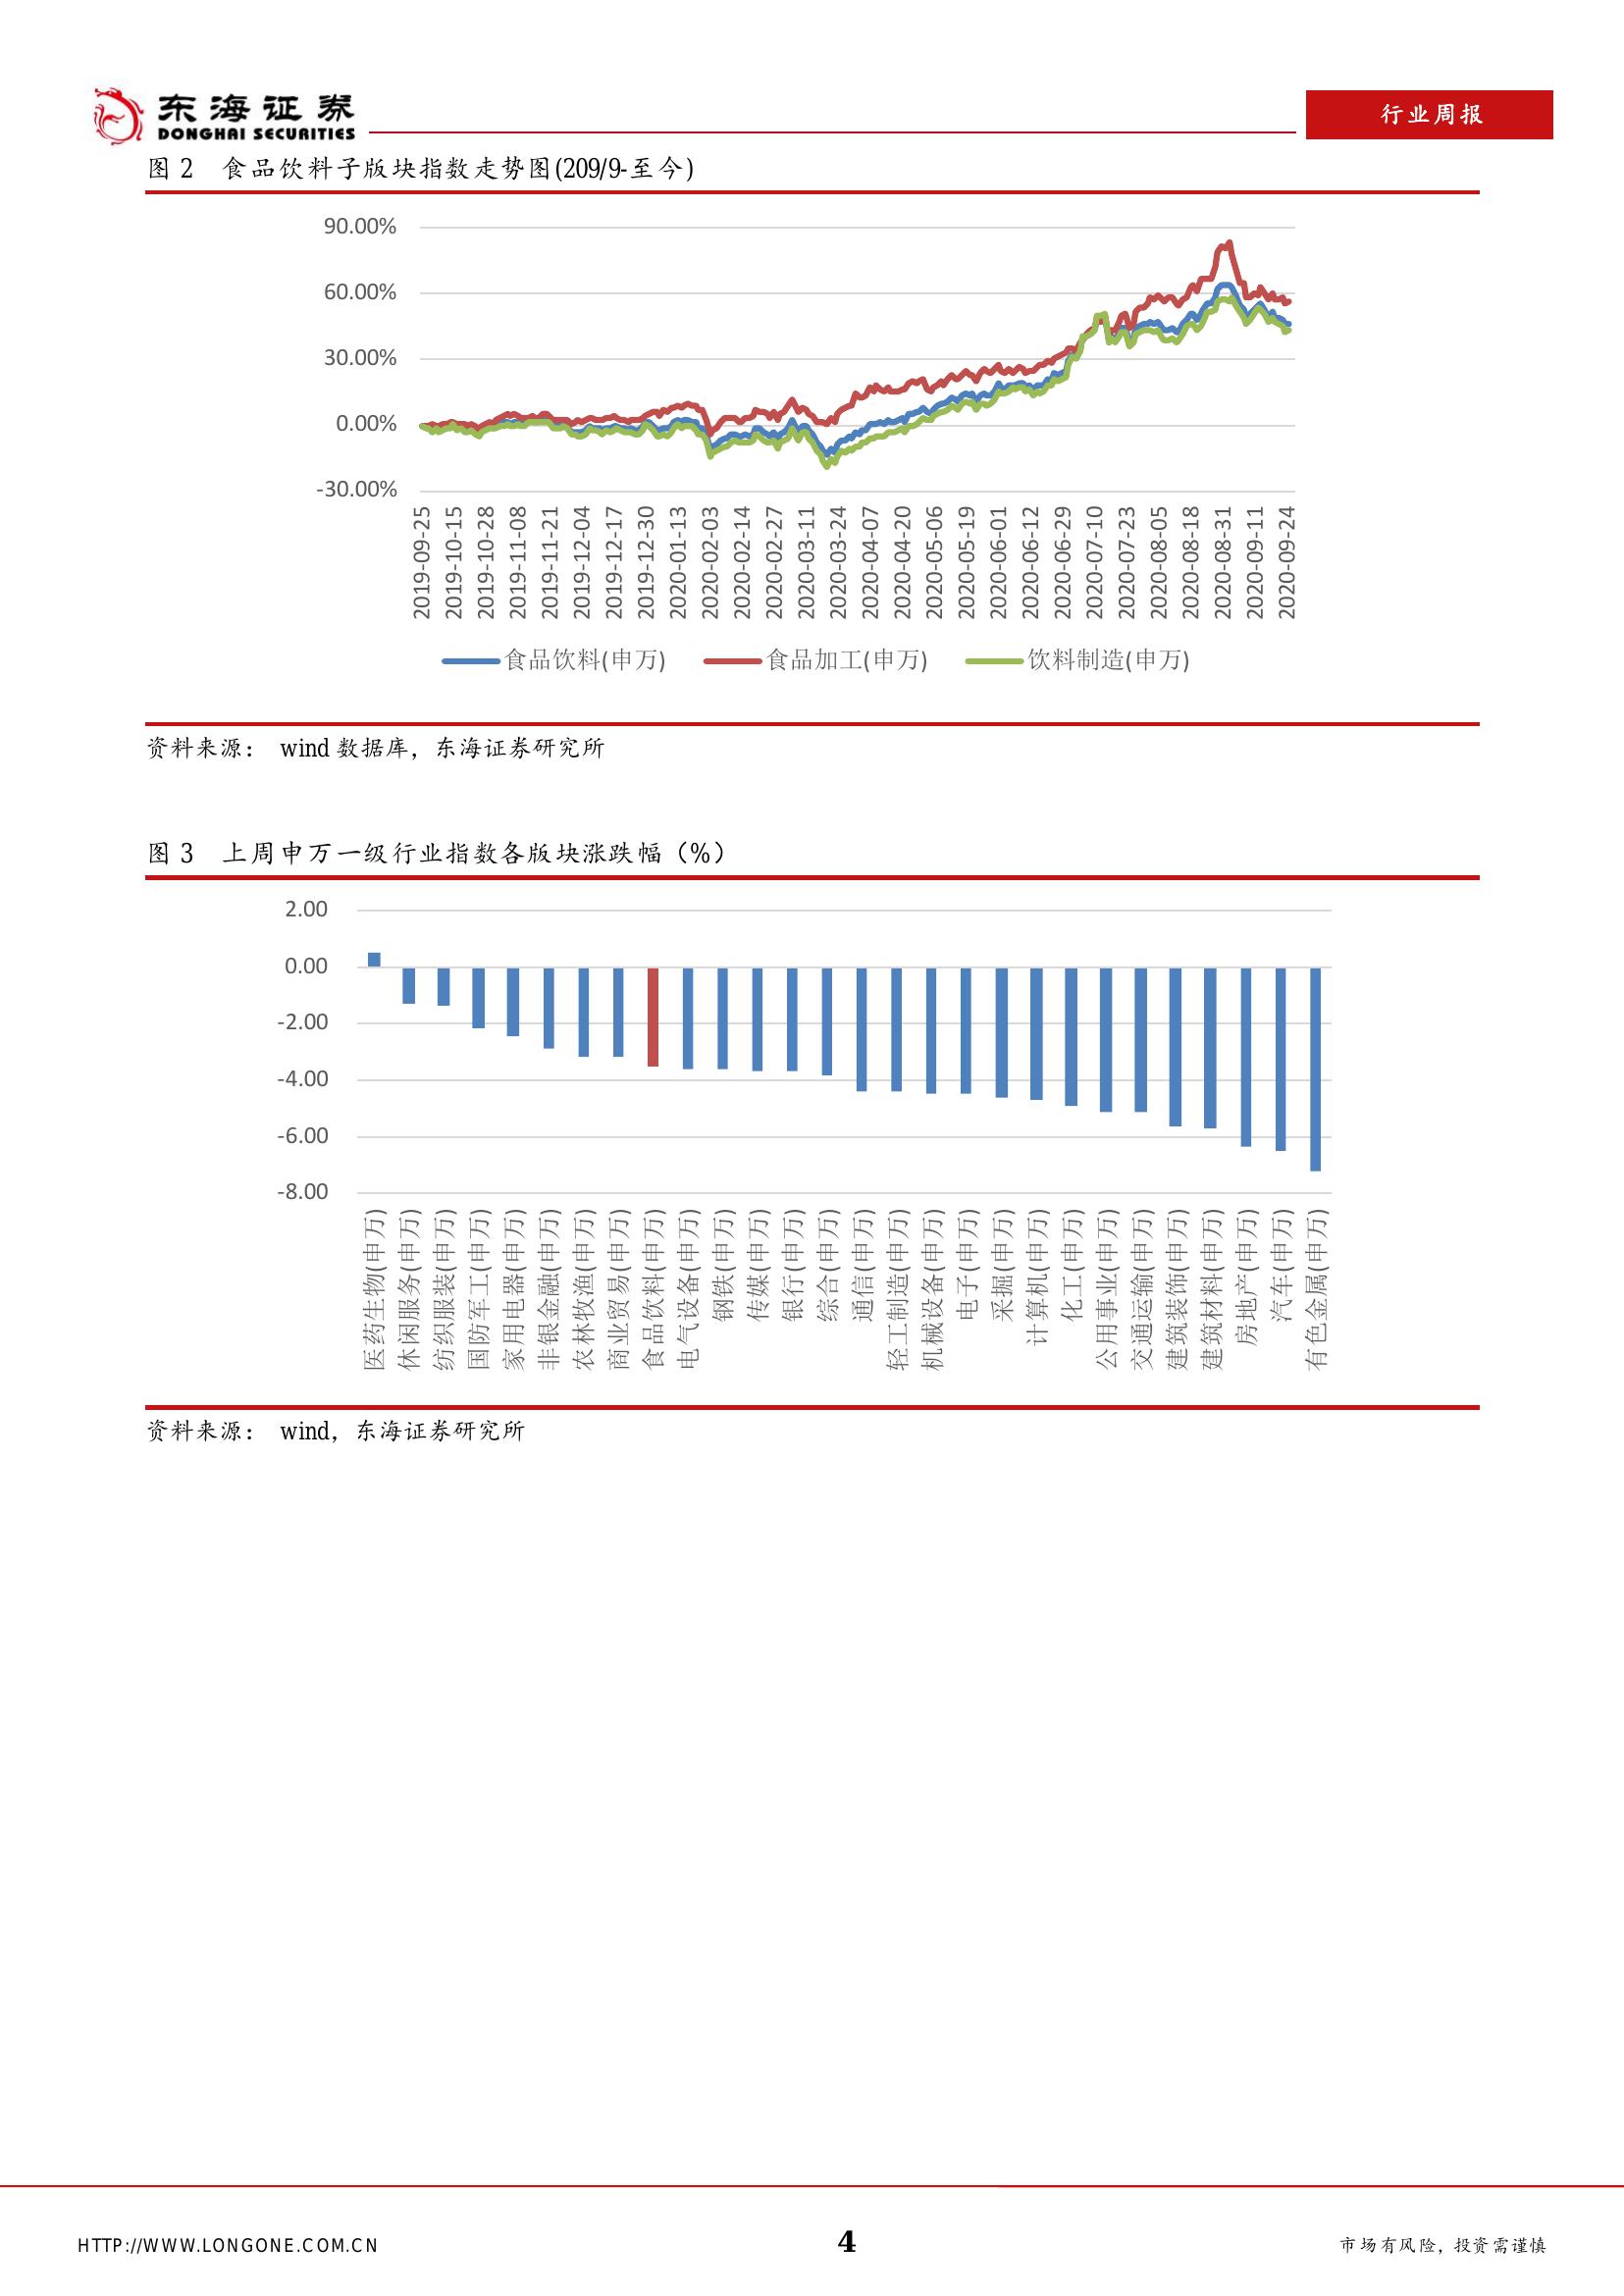 东海证券
DONGHAI SECURITIES
行业周报
图 2 食品饮料子版块指数走势图(209/9-至今)
90.00%
60.00%
30.00%
0.00%
-30.00%
2019-09-25
2019-10-15
2019-10-28
2019-11-08
2019-11-21
2019-12-04
2019-12-17
2019-12-30
2020-01-13
2020-02-03
2020-02-14
2020-02-27
2020-03-11
2020-03-24
2020-04-07
2020-04-20
2020-05-06
2020-05-19
2020-06-01
2020-06-12
2020-06-29
2020-07-10
2020-07-23
2020-08-05
2020-08-18
2020-08-31
2020-09-11
2020-09-24
食品饮料(申万) 食品加工(申万) 饮料制造(申万)
资料来源： wind 数据库，东海证券研究所
图 3 上周申万一级行业指数各版块涨跌幅（%）
2.00
0.00
-2.00
-4.00
-6.00
-8.00
医药生物(申万)
休闲服务(申万)
纺织服装(申万)
国防军工(申万)
家用电器(申万)
非银金融(申万)
农林牧渔(申万)
商业贸易(申万)
食品饮料(申万)
电气设备(申万)
钢铁(申万)
传媒(申万)
银行(申万)
综合(申万)
通信(申万)
轻工制造(申万)
机械设备(申万)
电子(申万)
采掘(申万)
计算机(申万)
化工(申万)
公用事业(申万)
交通运输(申万)
建筑装饰(申万)
建筑材料(申万)
房地产(申万)
汽车(申万)
有色金属(申万)
资料来源： wind，东海证券研究所
HTTP://WWW.LONGONE.COM.CN
4
市场有风险，投资需谨慎